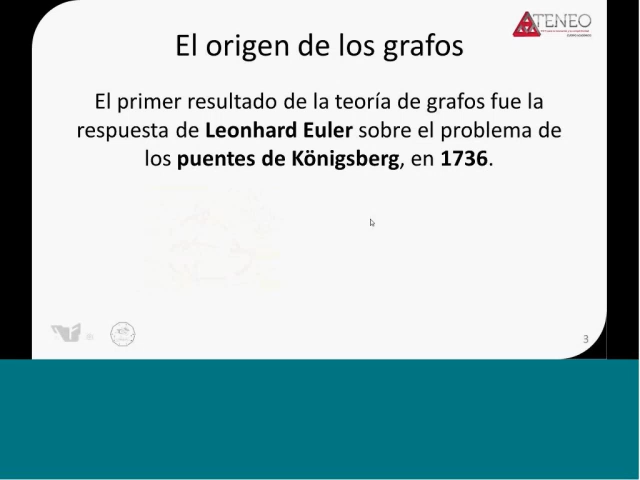 ATENEO
El origen de los grafos
El primer resultado de la teoría de grafos fue la
respuesta de Leonhard Euler sobre el problema de
los puentes de Königsberg, en 1736.
3